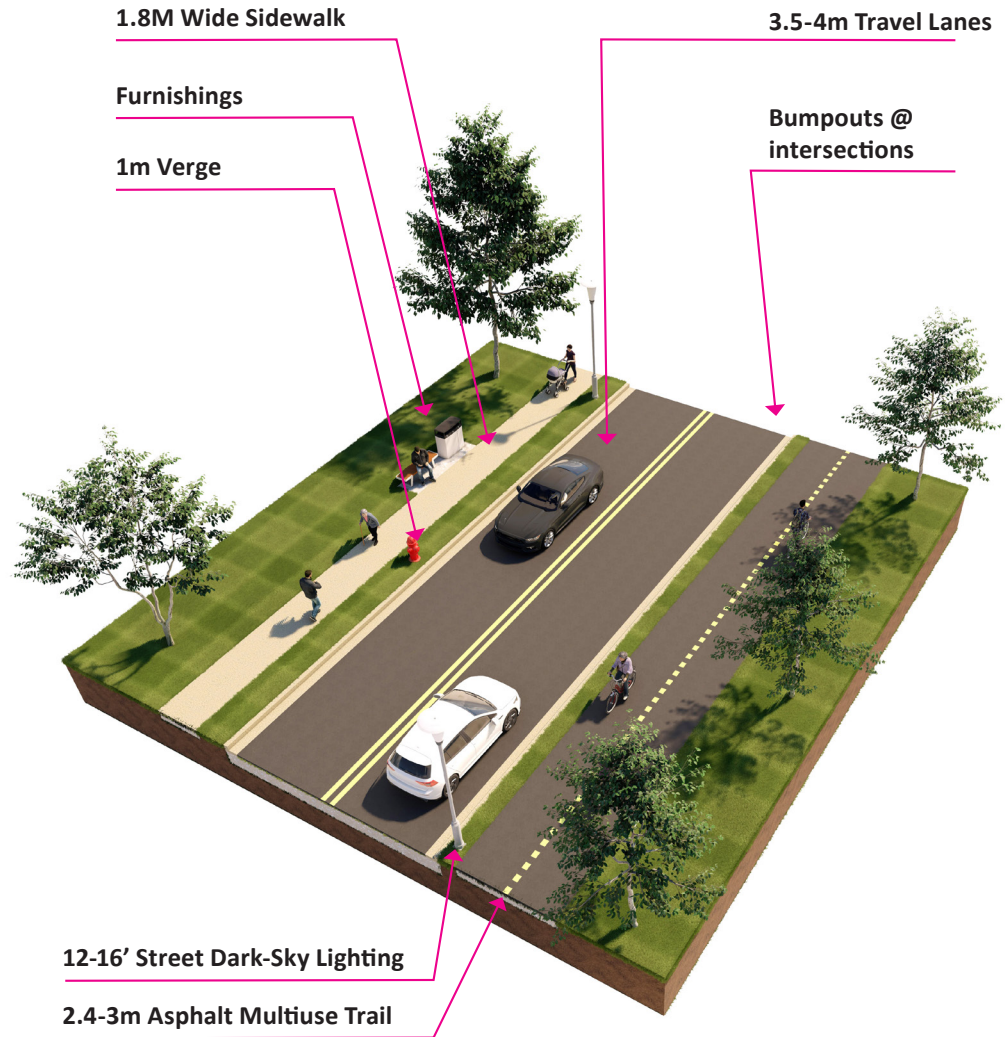 1.8M Wide Sidewalk
3.5-4m Travel Lanes
Furnishings
Bumpouts @
intersections
1m Verge
12-16’ Street Dark-Sky Lighting
2.4-3m Asphalt Multiuse Trail